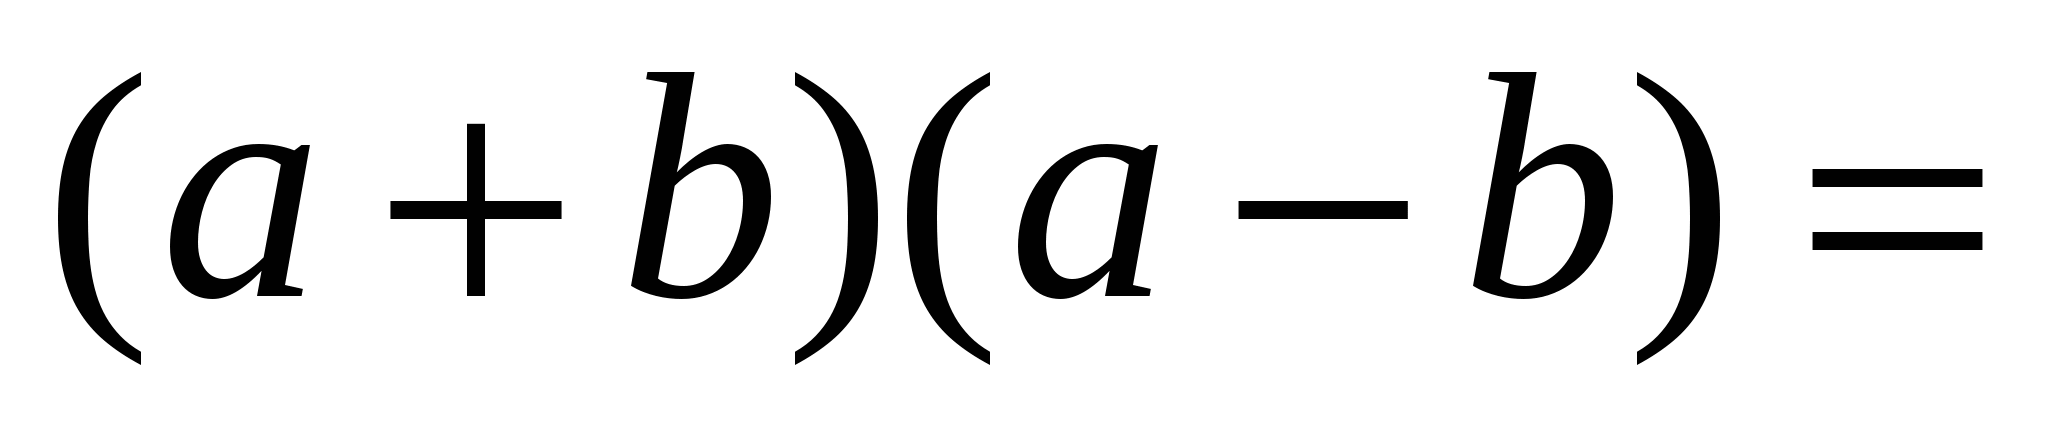 (a + b)(a − b) =